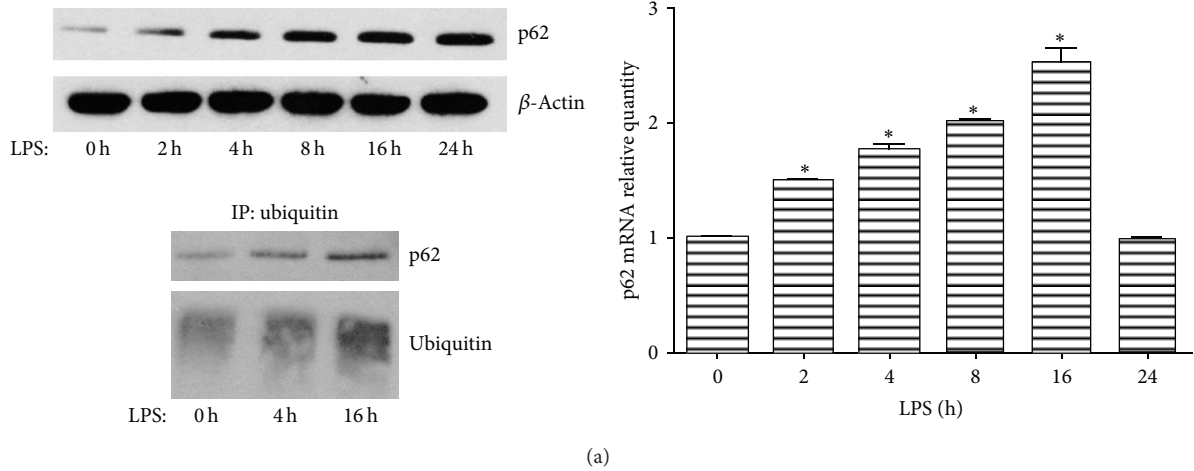 p62
β-Actin
LPS: 0 h 2 h 4 h 8 h 16 h 24 h
IP: ubiquitin
p62
Ubiquitin
LPS: 0 h 4 h 16 h
p62 mRNA relative quantity
3
2
1
0
* * * *
0 2 4 8 16 24
LPS (h)
(a)